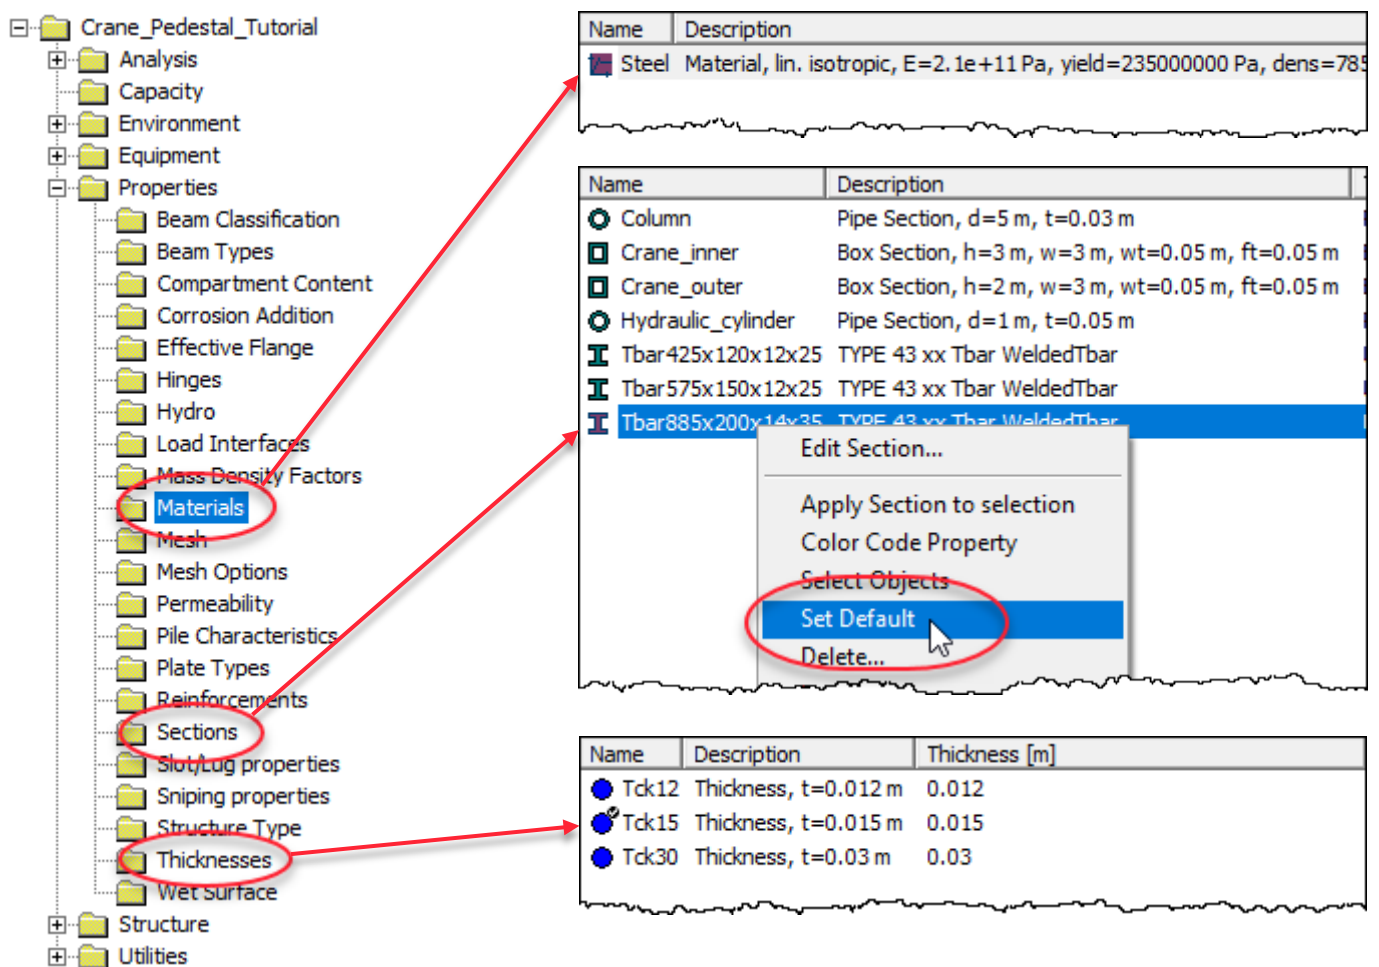 Crane_Pedestal_Tutorial
Analysis
Capacity
Environment
Equipment
Properties
Beam Classification
Beam Types
Compartment Content
Corrosion Addition
Effective Flange
Hinges
Hydro
Load Interfaces
Mass Density Factors
Materials
Mesh
Mesh Options
Permeability
Pile Characteristics
Plate Types
Reinforcements
Sections
Slot/Lug properties
Sniping properties
Structure Type
Thicknesses
Wet Surface
Structure
Utilities
Name Description
Steel Material, lin. isotropic, E=2.1e+11 Pa, yield=235000000 Pa, dens=785
Name Description
Column Pipe Section, d=5 m, t=0.03 m
Crane_inner Box Section, h=3 m, w=3 m, wt=0.05 m, ft=0.05 m
Crane_outer Box Section, h=2 m, w=3 m, wt=0.05 m, ft=0.05 m
Hydraulic_cylinder Pipe Section, d=1 m, t=0.05 m
Tbar425x120x12x25 TYPE 43 xx Tbar WeldedTbar
Tbar575x150x12x25 TYPE 43 xx Tbar WeldedTbar
Tbar885x200x14x35 TYPE 43 xx Tbar WeldedTbar
Edit Section...
Apply Section to selection
Color Code Property
Select Objects
Set Default
Delete...
Name Description Thickness [m]
Tck12 Thickness, t=0.012 m 0.012
Tck15 Thickness, t=0.015 m 0.015
Tck30 Thickness, t=0.03 m 0.03